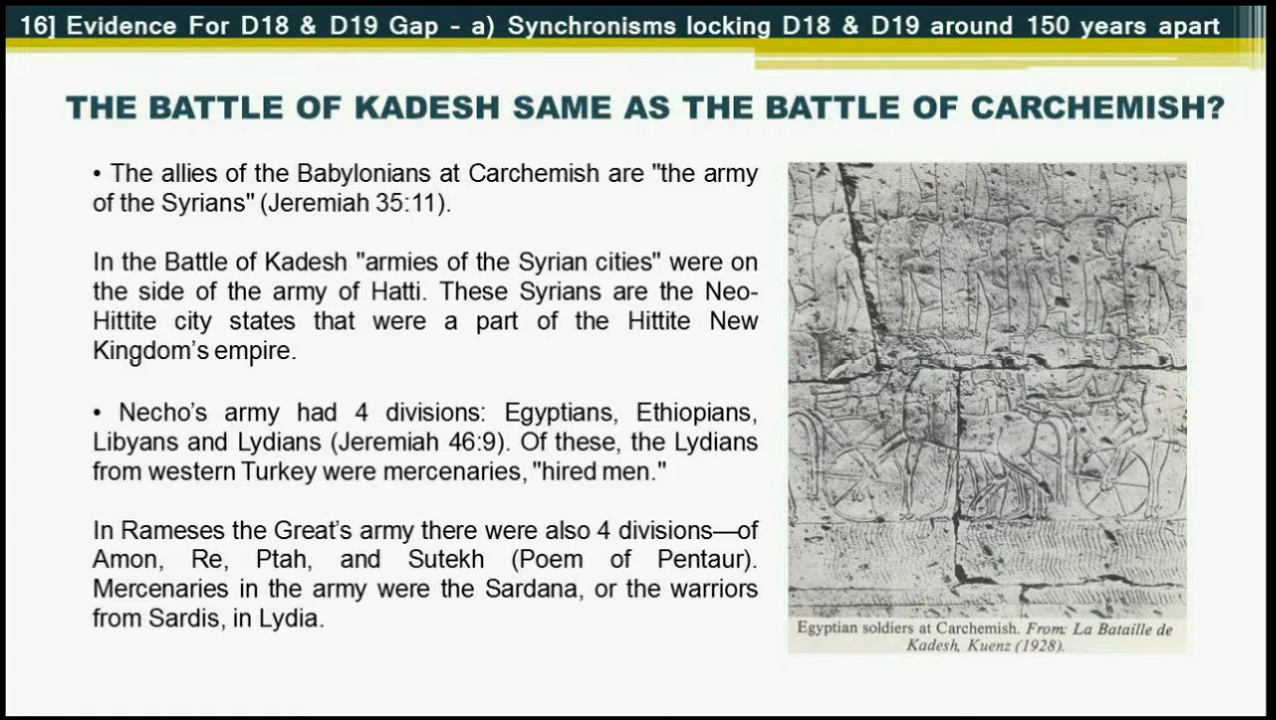 16] Evidence For D18 & D19 Gap - a) Synchronisms locking D18 & D19 around 150 years apart
THE BATTLE OF KADESH SAME AS THE BATTLE OF CARCHEMISH?
• The allies of the Babylonians at Carchemish are "the army
of the Syrians" (Jeremiah 35:11).
In the Battle of Kadesh "armies of the Syrian cities" were on
the side of the army of Hatti. These Syrians are the Neo-
Hittite city states that were a part of the Hittite New
Kingdom's empire.
• Necho's army had 4 divisions: Egyptians, Ethiopians,
Libyans and Lydians (Jeremiah 46:9). Of these, the Lydians
from western Turkey were mercenaries, "hired men."
In Rameses the Great's army there were also 4 divisions—of
Amon, Re, Ptah, and Sutekh (Poem of Pentaur).
Mercenaries in the army were the Sardana, or the warriors
from Sardis, in Lydia.
Egyptian soldiers at Carchemish. From: La Bataille de
Kadesh, Kuenz (1928).